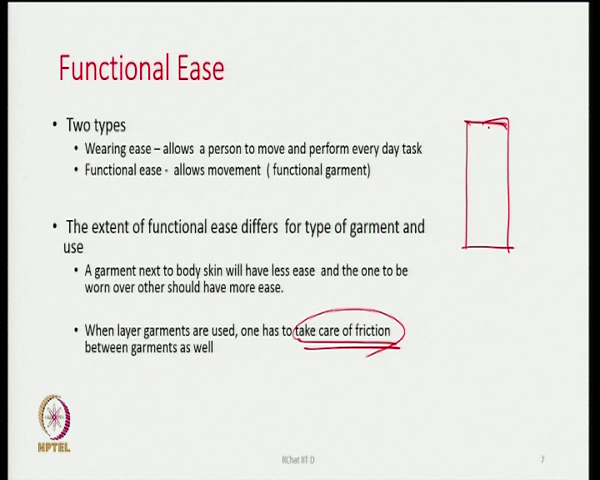 Functional Ease
• Two types
• Wearing ease – allows a person to move and perform every day task
• Functional ease - allows movement ( functional garment)
• The extent of functional ease differs for type of garment and
use
• A garment next to body skin will have less ease and the one to be
worn over other should have more ease.
• When layer garments are used, one has to take care of friction
between garments as well
NPTEL
RChat IIT D
7